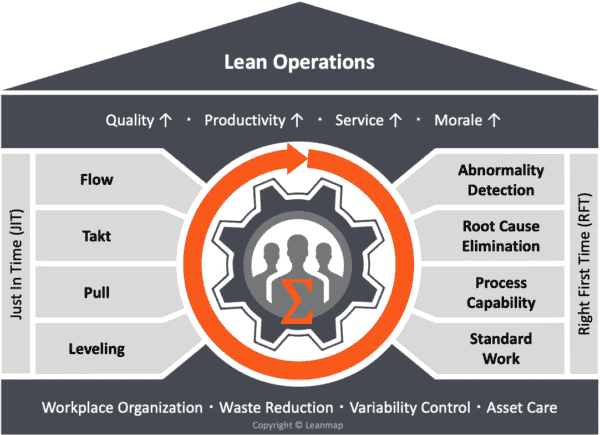 Lean Operations
Quality ↑ · Productivity ↑ · Service ↑ · Morale ↑
Just In Time (JIT)
Flow
Takt
Pull
Leveling
Σ
Abnormality
Detection
Root Cause
Elimination
Process
Capability
Standard
Work
Right First Time (RFT)
Workplace Organization · Waste Reduction · Variability Control · Asset Care
Copyright © Leanmap